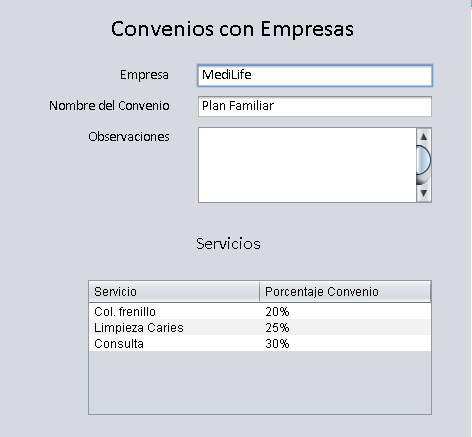 Convenios con Empresas
Empresa MediLife
Nombre del Convenio Plan Familiar
Observaciones
Servicios
Servicio Porcentaje Convenio
Col. frenillo 20%
Limpieza Caries 25%
Consulta 30%